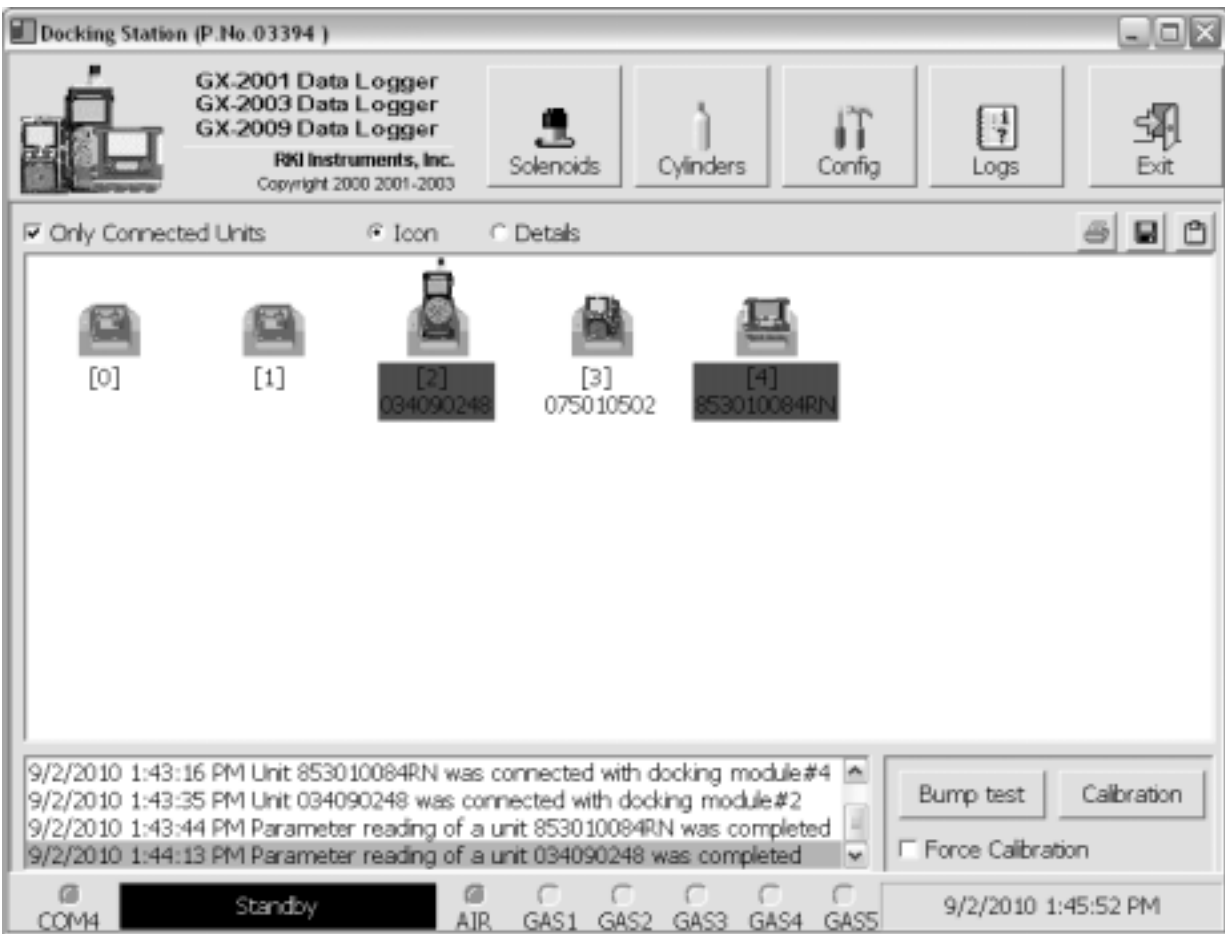 Docking Station (P.No.03394 )
GX-2001 Data Logger
GX-2003 Data Logger
GX-2009 Data Logger
RKI Instruments, Inc.
Copyright 2000 2001-2003
Solenoids
Cylinders
Config
Logs
Exit
Only Connected Units
Icon
Details
[0]
[1]
[2]
034090248
[3]
075010502
[4]
853010084RN
9/2/2010 1:43:16 PM Unit 853010084RN was connected with docking module#4
9/2/2010 1:43:35 PM Unit 034090248 was connected with docking module#2
9/2/2010 1:43:44 PM Parameter reading of a unit 853010084RN was completed
9/2/2010 1:44:13 PM Parameter reading of a unit 034090248 was completed
Bump test
Calibration
Force Calibration
COM4
Standby
AIR
GAS1
GAS2
GAS3
GAS4
GAS5
9/2/2010 1:45:52 PM